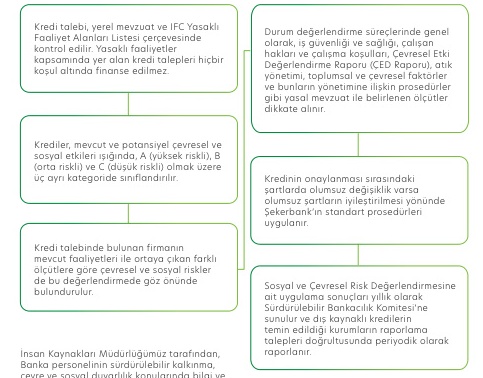 Kredi talebi, yerel mevzuat ve IFC Yasaklı
Faaliyet Alanları Listesi çerçevesinde
kontrol edilir. Yasaklı faaliyetler
kapsamında yer alan kredi talepleri hiçbir
koşul altında finanse edilmez.
Krediler, mevcut ve potansiyel çevresel ve
sosyal etkileri ışığında, A (yüksek riskli), B
(orta riskli) ve C (düşük riskli) olmak üzere
üç ayrı kategoride sınıflandırılır.
Kredi talebinde bulunan firmanın
mevcut faaliyetleri ile ortaya çıkan farklı
ölçütlere göre çevresel ve sosyal riskler
de bu değerlendirmede göz önünde
bulundurulur.
Durum değerlendirme süreçlerinde genel
olarak, iş güvenliği ve sağlığı, çalışan
hakları ve çalışma koşulları, Çevresel Etki
Değerlendirme Raporu (ÇED Raporu), atık
yönetimi, toplumsal ve çevresel faktörler
ve bunların yönetimine ilişkin prosedürler
gibi yasal mevzuat ile belirlenen ölçütler
dikkate alınır.
Kredinin onaylanması sırasındaki
şartlarda olumsuz değişiklik varsa
olumsuz şartların iyileştirilmesi yönünde
Şekerbank'ın standart prosedürleri
uygulanır.
Sosyal ve Çevresel Risk Değerlendirmesine
ait uygulama sonuçları yıllık olarak
Sürdürülebilir Bankacılık Komitesi'ne
sunulur ve dış kaynaklı kredilerin
temin edildiği kurumların raporlama
talepleri doğrultusunda periyodik olarak
raporlanır.
İnsan Kaynakları Müdürlüğümüz tarafından,
Banka personelinin sürdürülebilir kalkınma,
çevre ve sosyal duyarlılık konularında bilgi ve